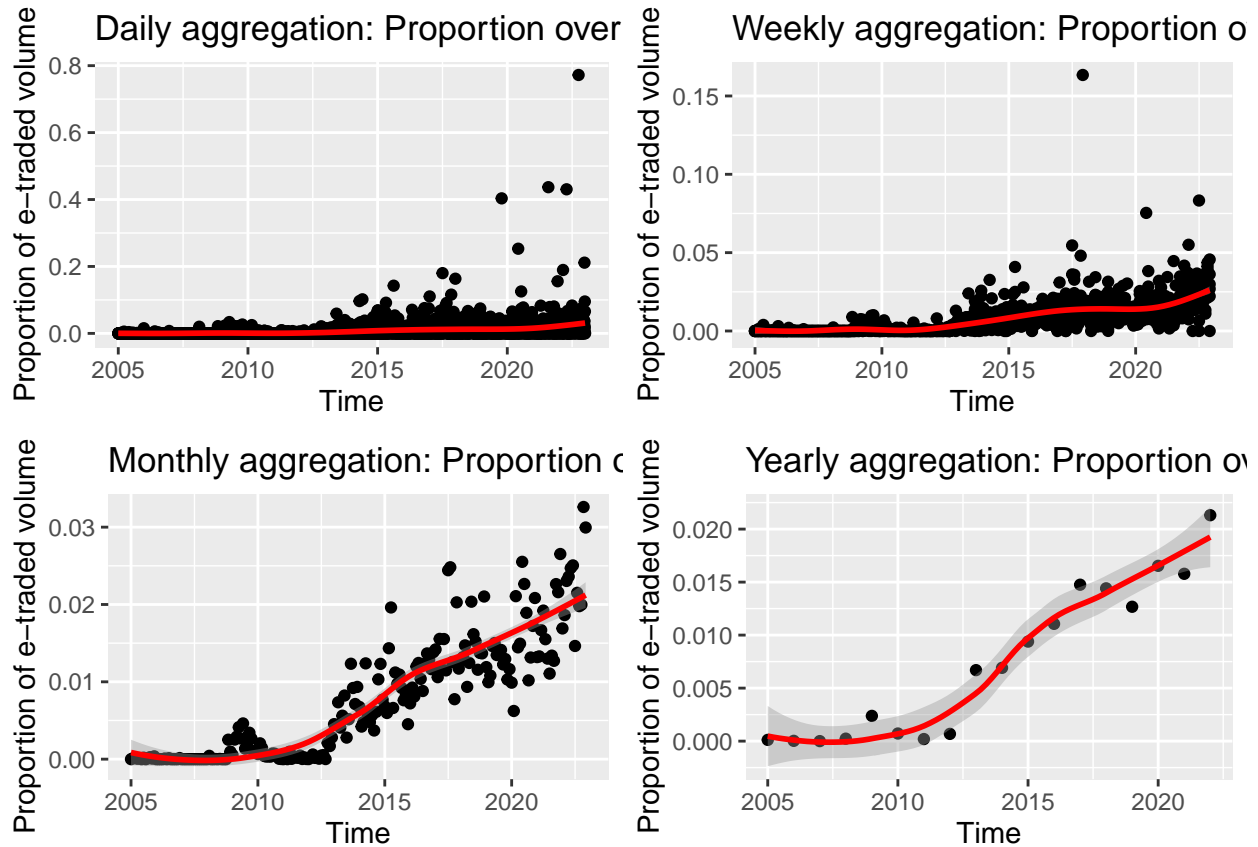 Daily aggregation: Proportion over
Proportion of e−traded volume
0.8
0.6
0.4
0.2
0.0
2005 2010 2015 2020
Time
Weekly aggregation: Proportion o
Proportion of e−traded volume
0.15
0.10
0.05
0.00
2005 2010 2015 2020
Time
Monthly aggregation: Proportion
Proportion of e−traded volume
0.03
0.02
0.01
0.00
2005 2010 2015 2020
Time
Yearly aggregation: Proportion ov
Proportion of e−traded volume
0.020
0.015
0.010
0.005
0.000
2005 2010 2015 2020
Time